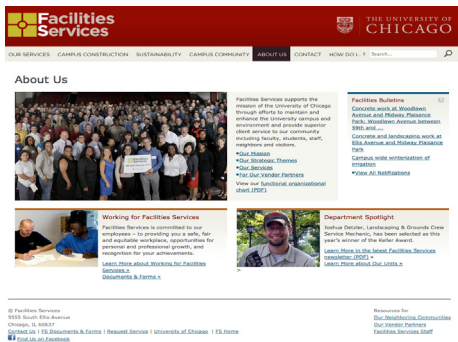 Facilities
Services
THE UNIVERSITY OF
CHICAGO
OUR SERVICES CAMPUS CONSTRUCTION SUSTAINABILITY CAMPUS COMMUNITY ABOUT US CONTACT HOW DO I.. ? Search...
About Us
Facilities Services supports the
mission of the University of Chicago
through efforts to maintain and
enhance the University campus and
environment and provide superior
client service to our community
including faculty, students, staff,
neighbors and visitors.
Our Mission
Our Strategic Themes
Our Services
For Our Vendor Partners
View our functional organizational
chart (PDF)
Facilities Bulletins
Concrete work at Woodlawn
Avenue and Midway Plaisance
Park: Woodlawn Avenue between
59th and ...
Concrete and landscaping work at
Ellis Avenue and Midway Plaisance
Park
Campus wide winterization of
irrigation
View All Notifications
Working for Facilities Services
Facilities Services is committed to our
employees – to providing you a safe, fair
and equitable workplace, opportunities for
personal and professional growth, and
recognition for your achievements.
Learn More about Working for Facilities
Services »
Documents & Forms »
Department Spotlight
Joshua Detzler, Landscaping & Grounds Crew
Service Mechanic, has been selected as this
year's winner of the Keller Award.
Learn More in the latest Facilities Services
newsletter (PDF) »
Learn More about Our Units »
>
© Facilities Services
5555 South Ellis Avenue
Chicago, IL 60637
Contact Us | FS Documents & Forms | Request Service | University of Chicago | FS Home
Find Us on Facebook
Resources for
Our Neighboring Communities
Our Vendor Partners
Facilities Services Staff